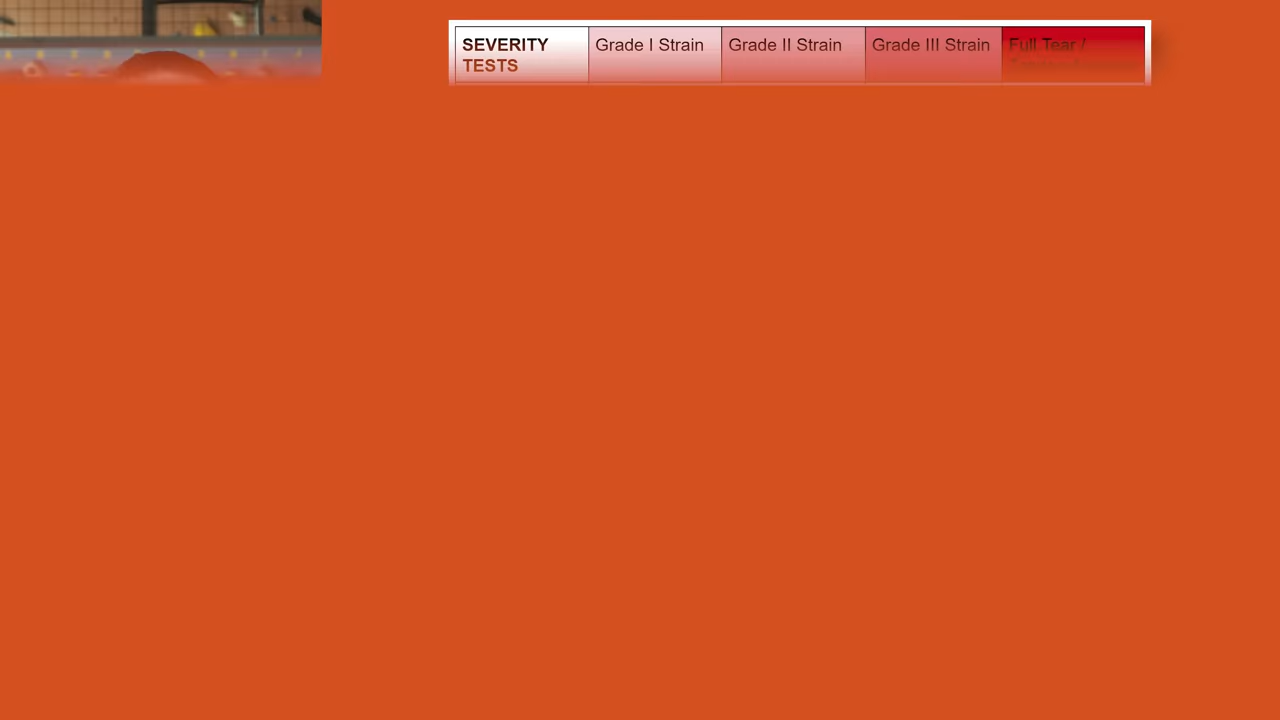 SEVERITY
TESTS
Grade I Strain
Grade II Strain
Grade III Strain
Full Tear /